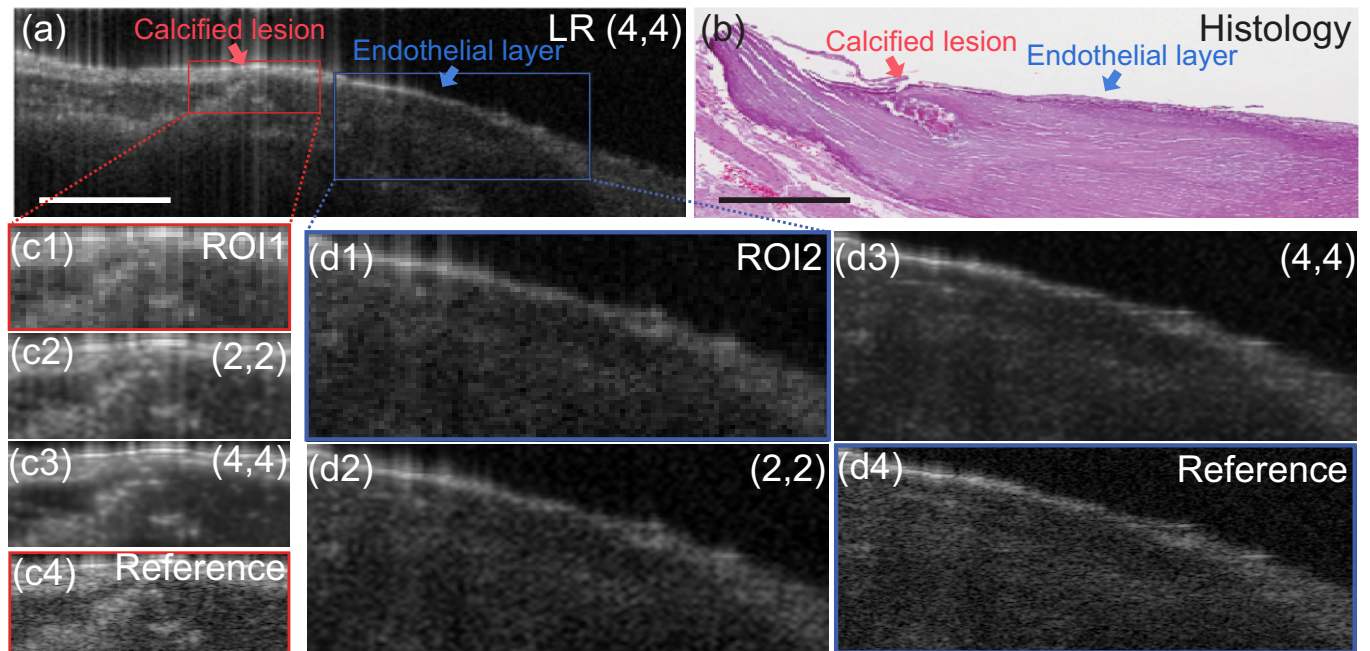 (a)
LR (4,4)
Calcified lesion
Endothelial layer
(b)
Histology
Calcified lesion
Endothelial layer
(c1)
ROI1
(c2)
(2,2)
(c3)
(4,4)
(c4)
Reference
(d1)
ROI2
(d2)
(2,2)
(d3)
(4,4)
(d4)
Reference